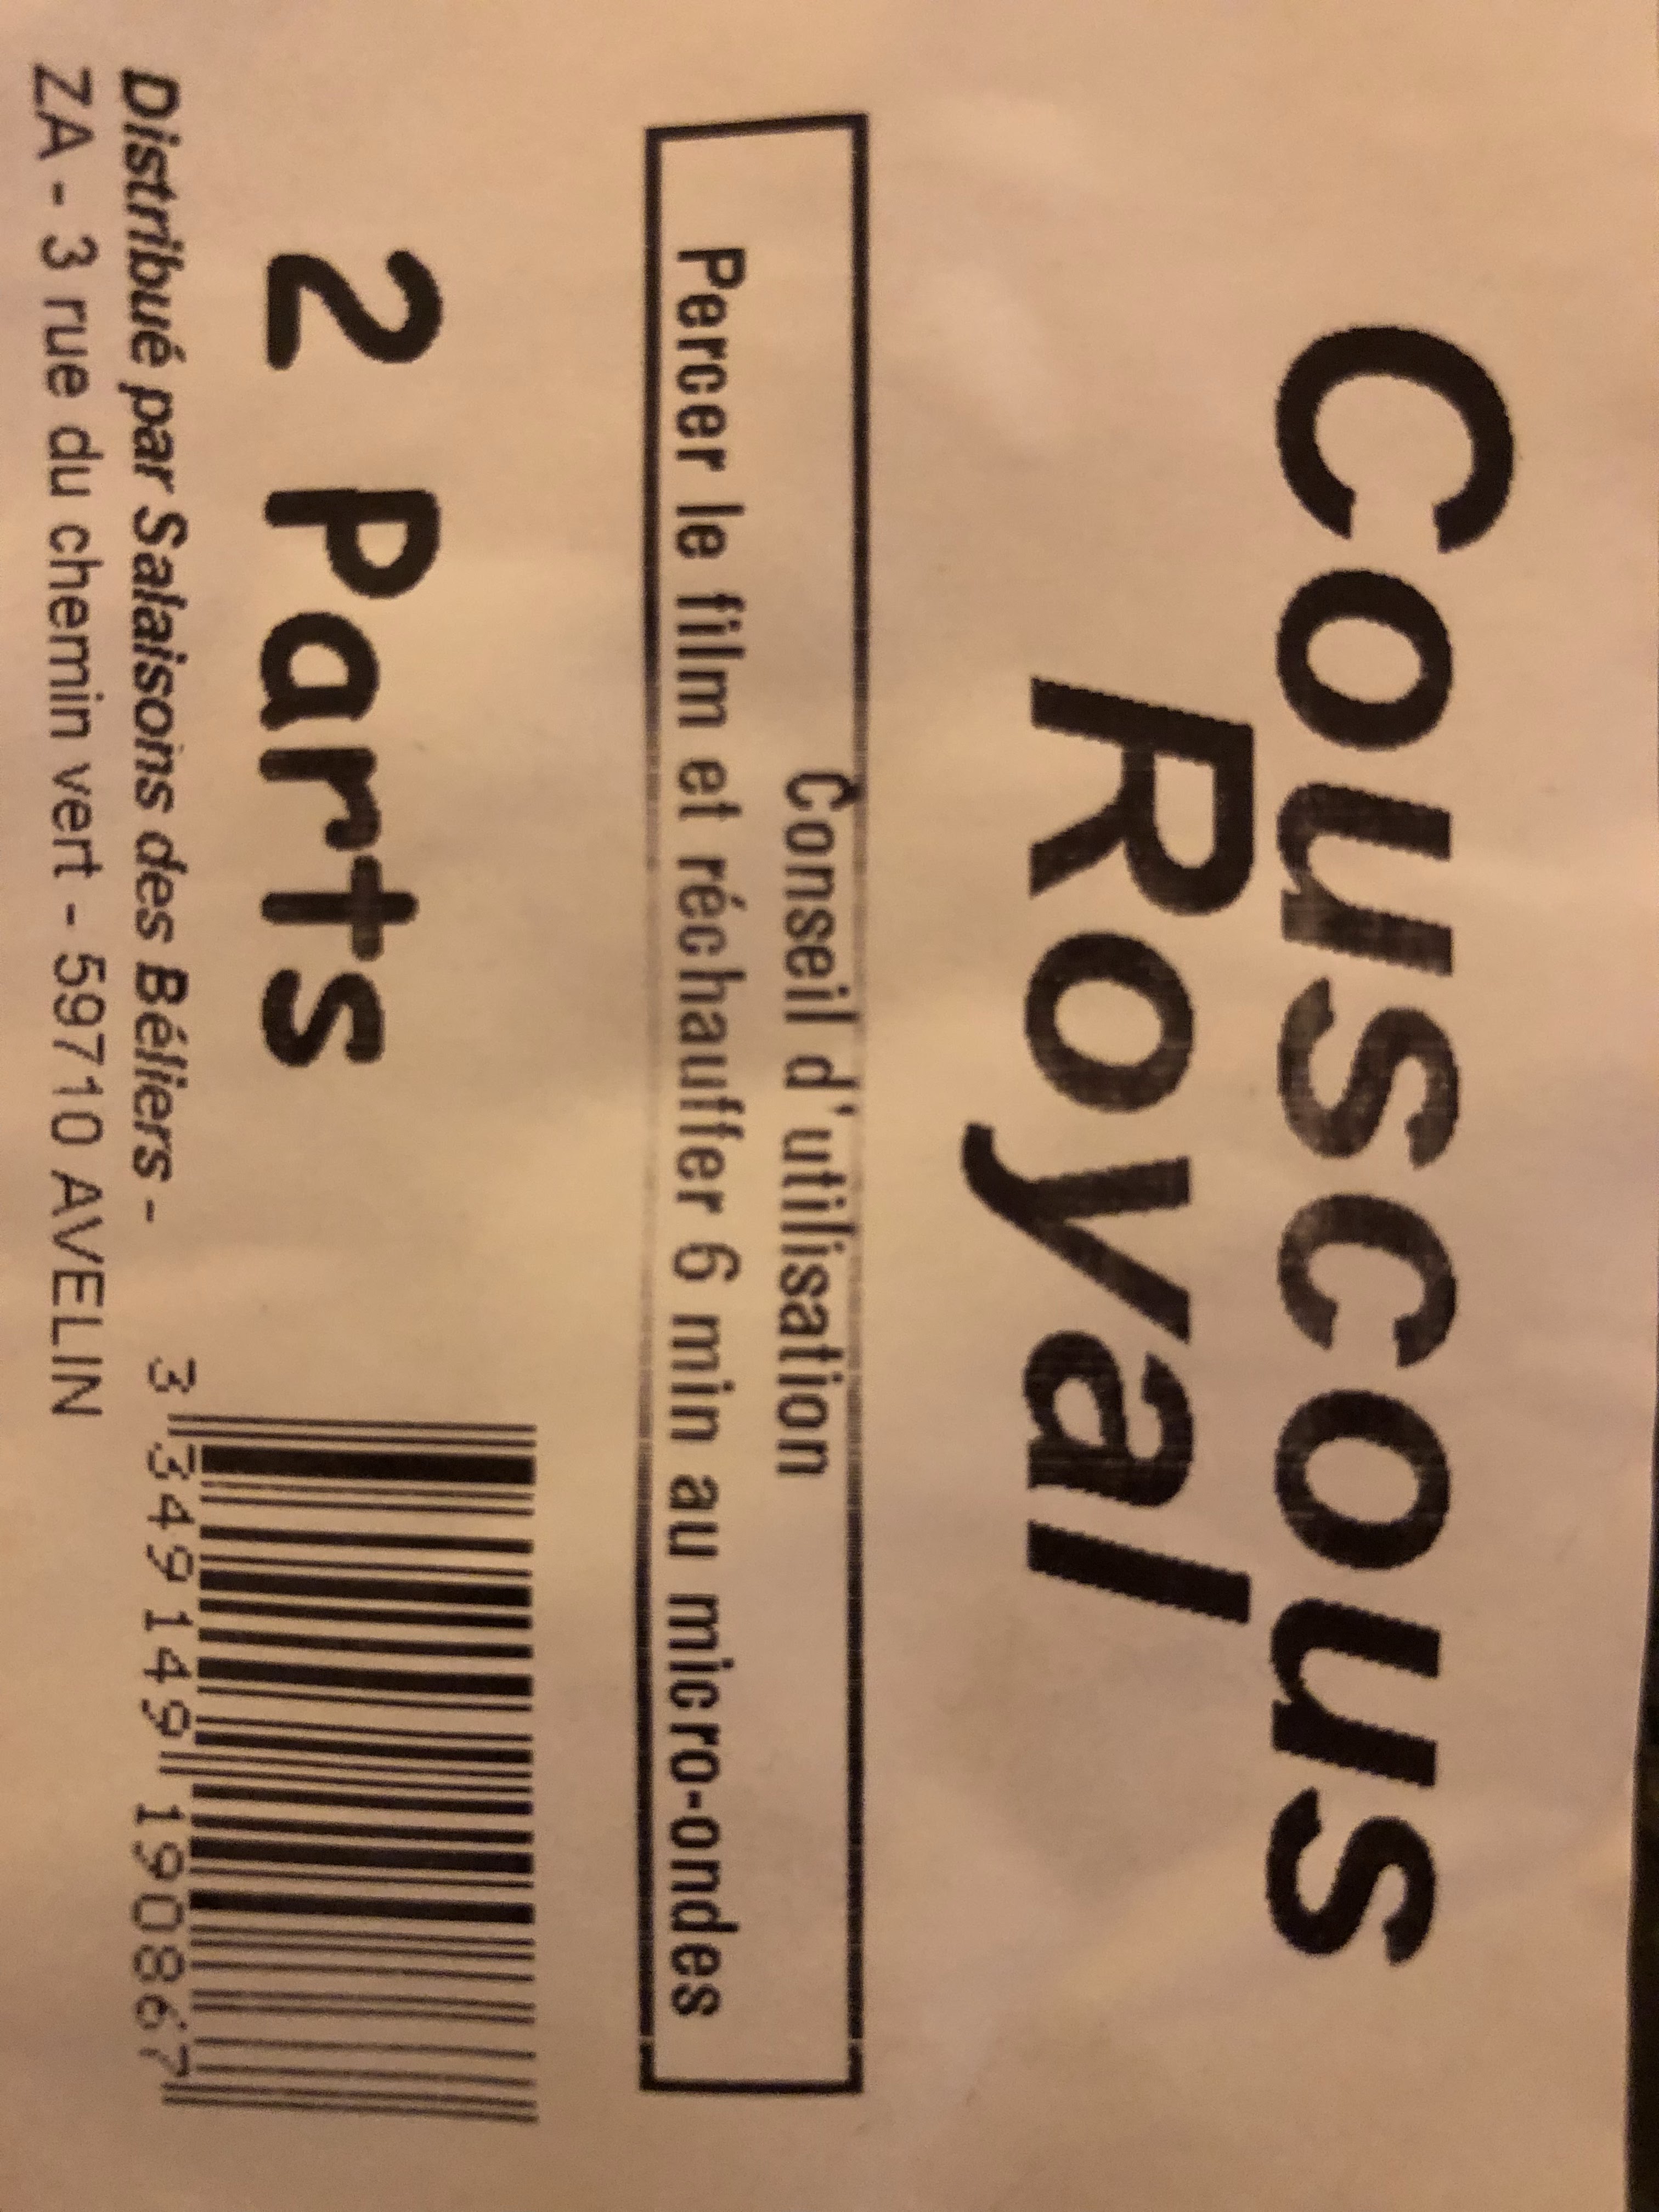 Couscous
Royal
Conseil d'utilisation
Percer le film et réchauffer 6 min au micro-ondes
2 Parts
Distribué par Salaisons des Béliers -
ZA - 3 rue du chemin vert - 59710 AVELIN
3 349149 190867